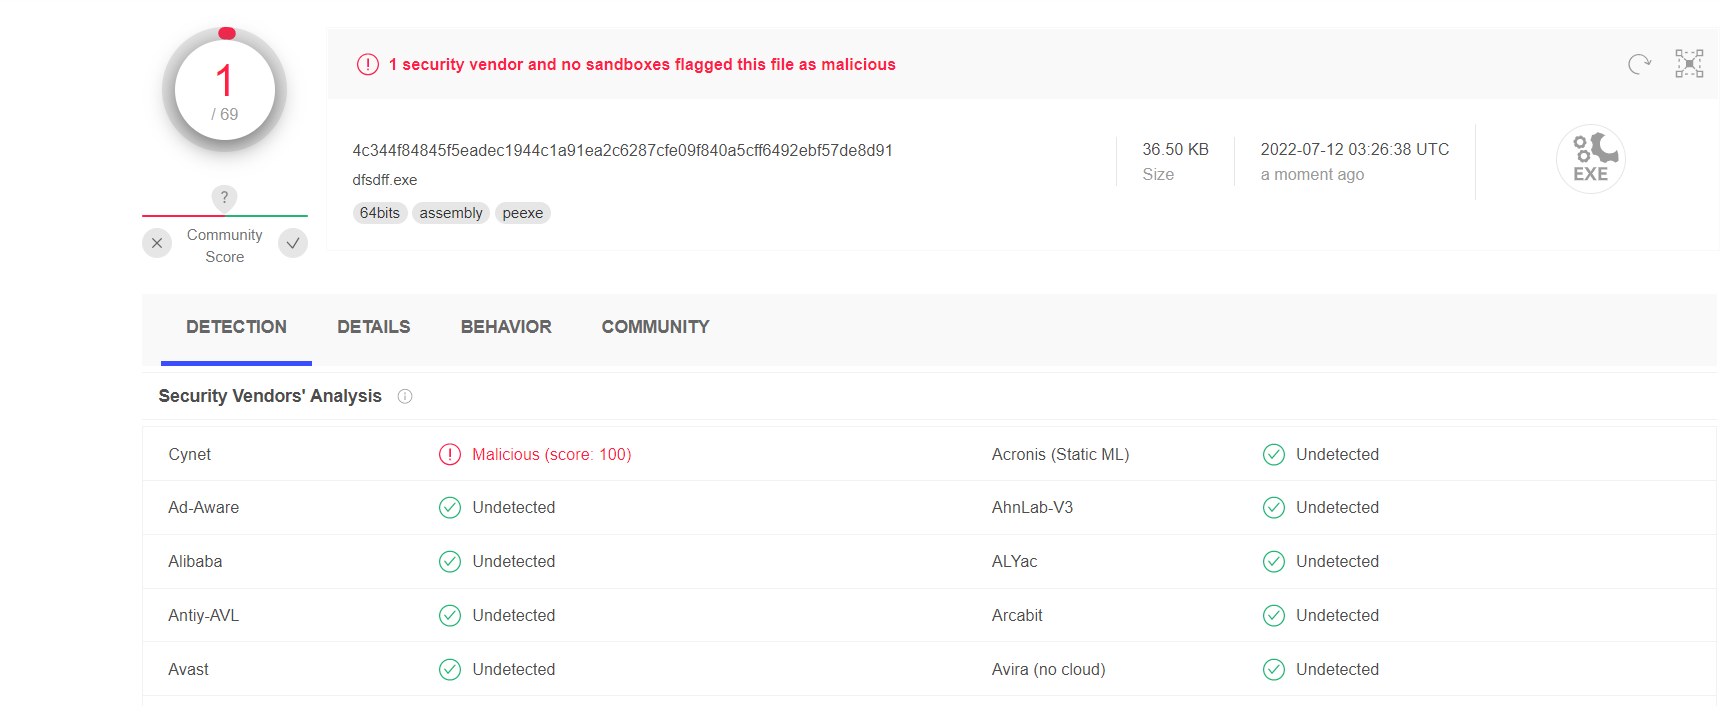 1
/ 69
1 security vendor and no sandboxes flagged this file as malicious
4c344f84845f5eadec1944c1a91ea2c6287cfe09f840a5cff6492ebf57de8d91
dfsdff.exe
64bits assembly peexe
36.50 KB
Size
2022-07-12 03:26:38 UTC
a moment ago
EXE
?
Community
Score
DETECTION DETAILS BEHAVIOR COMMUNITY
Security Vendors' Analysis
Cynet Malicious (score: 100) Acronis (Static ML) Undetected
Ad-Aware Undetected AhnLab-V3 Undetected
Alibaba Undetected ALYac Undetected
Antiy-AVL Undetected Arcabit Undetected
Avast Undetected Avira (no cloud) Undetected